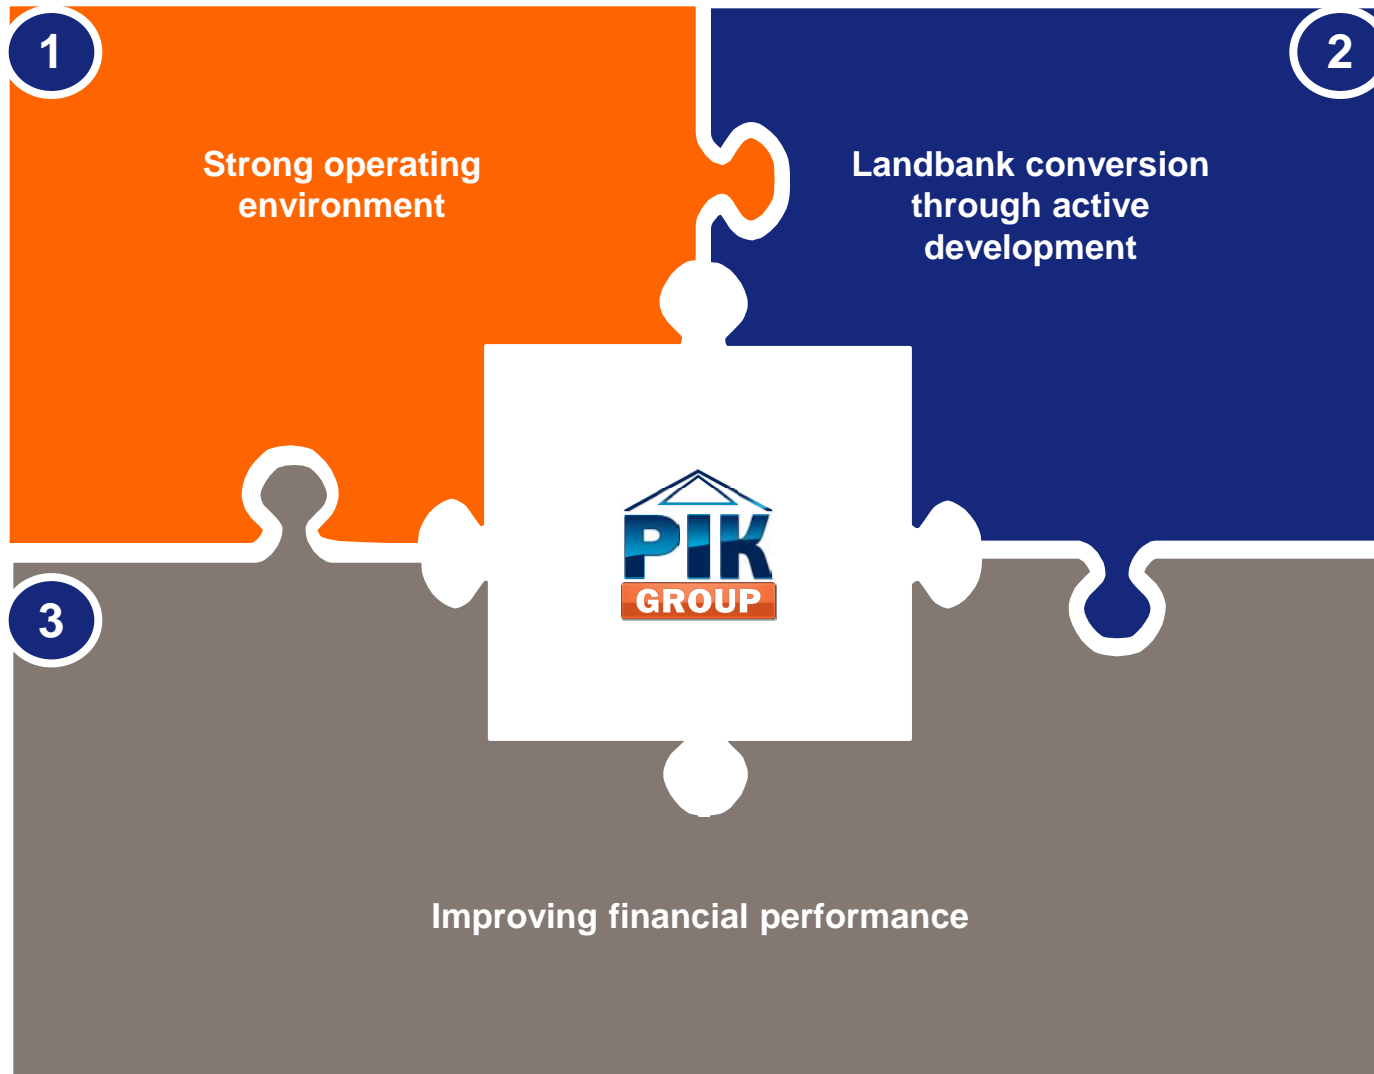 1
Strong operating
environment
2
Landbank conversion
through active
development
PIK
GROUP
3
Improving financial performance